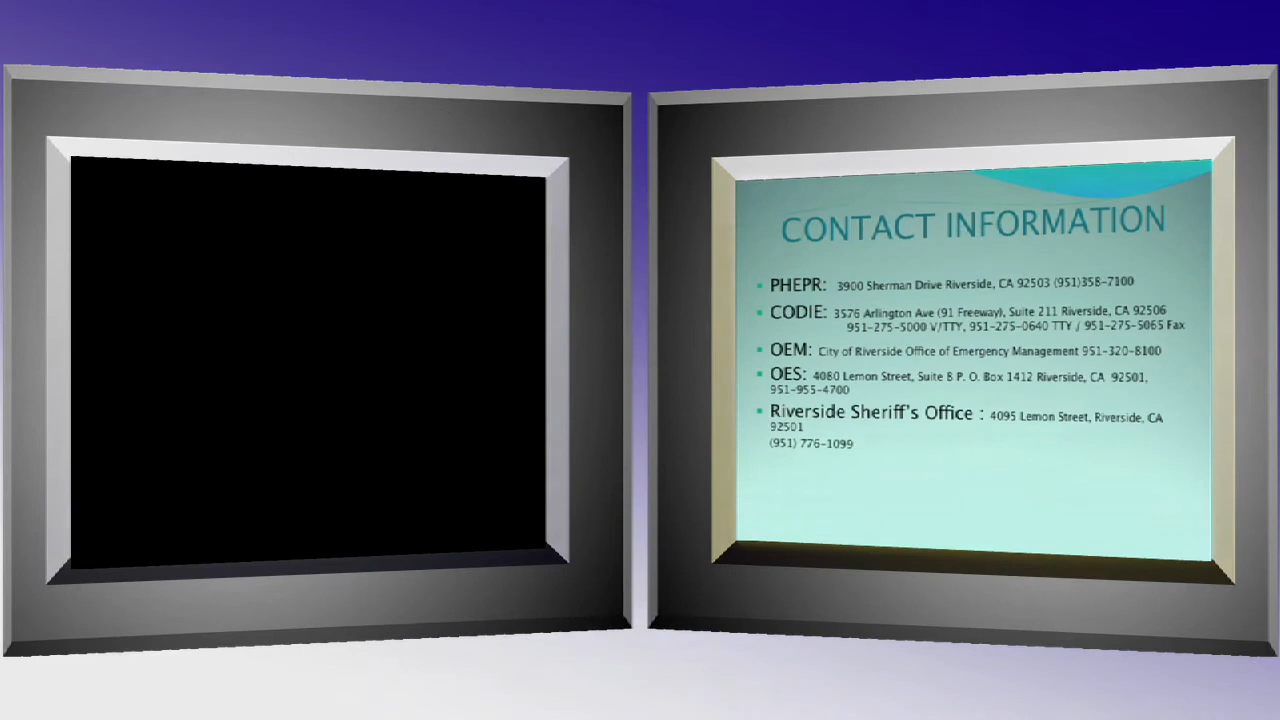 CONTACT INFORMATION
PHEPR: 3900 Sherman Drive Riverside, CA 92503 (951)358-7100
CODIE: 3576 Arlington Ave (91 Freeway), Suite 211 Riverside, CA 92506
951-275-5000 V/TTY, 951-275-0640 TTY / 951-275-5065 Fax
OEM: City of Riverside Office of Emergency Management 951-320-8100
OES: 4080 Lemon Street, Suite 8 P. O. Box 1412 Riverside, CA 92501,
951-955-4700
Riverside Sheriff's Office : 4095 Lemon Street, Riverside, CA
92501
(951) 776-1099